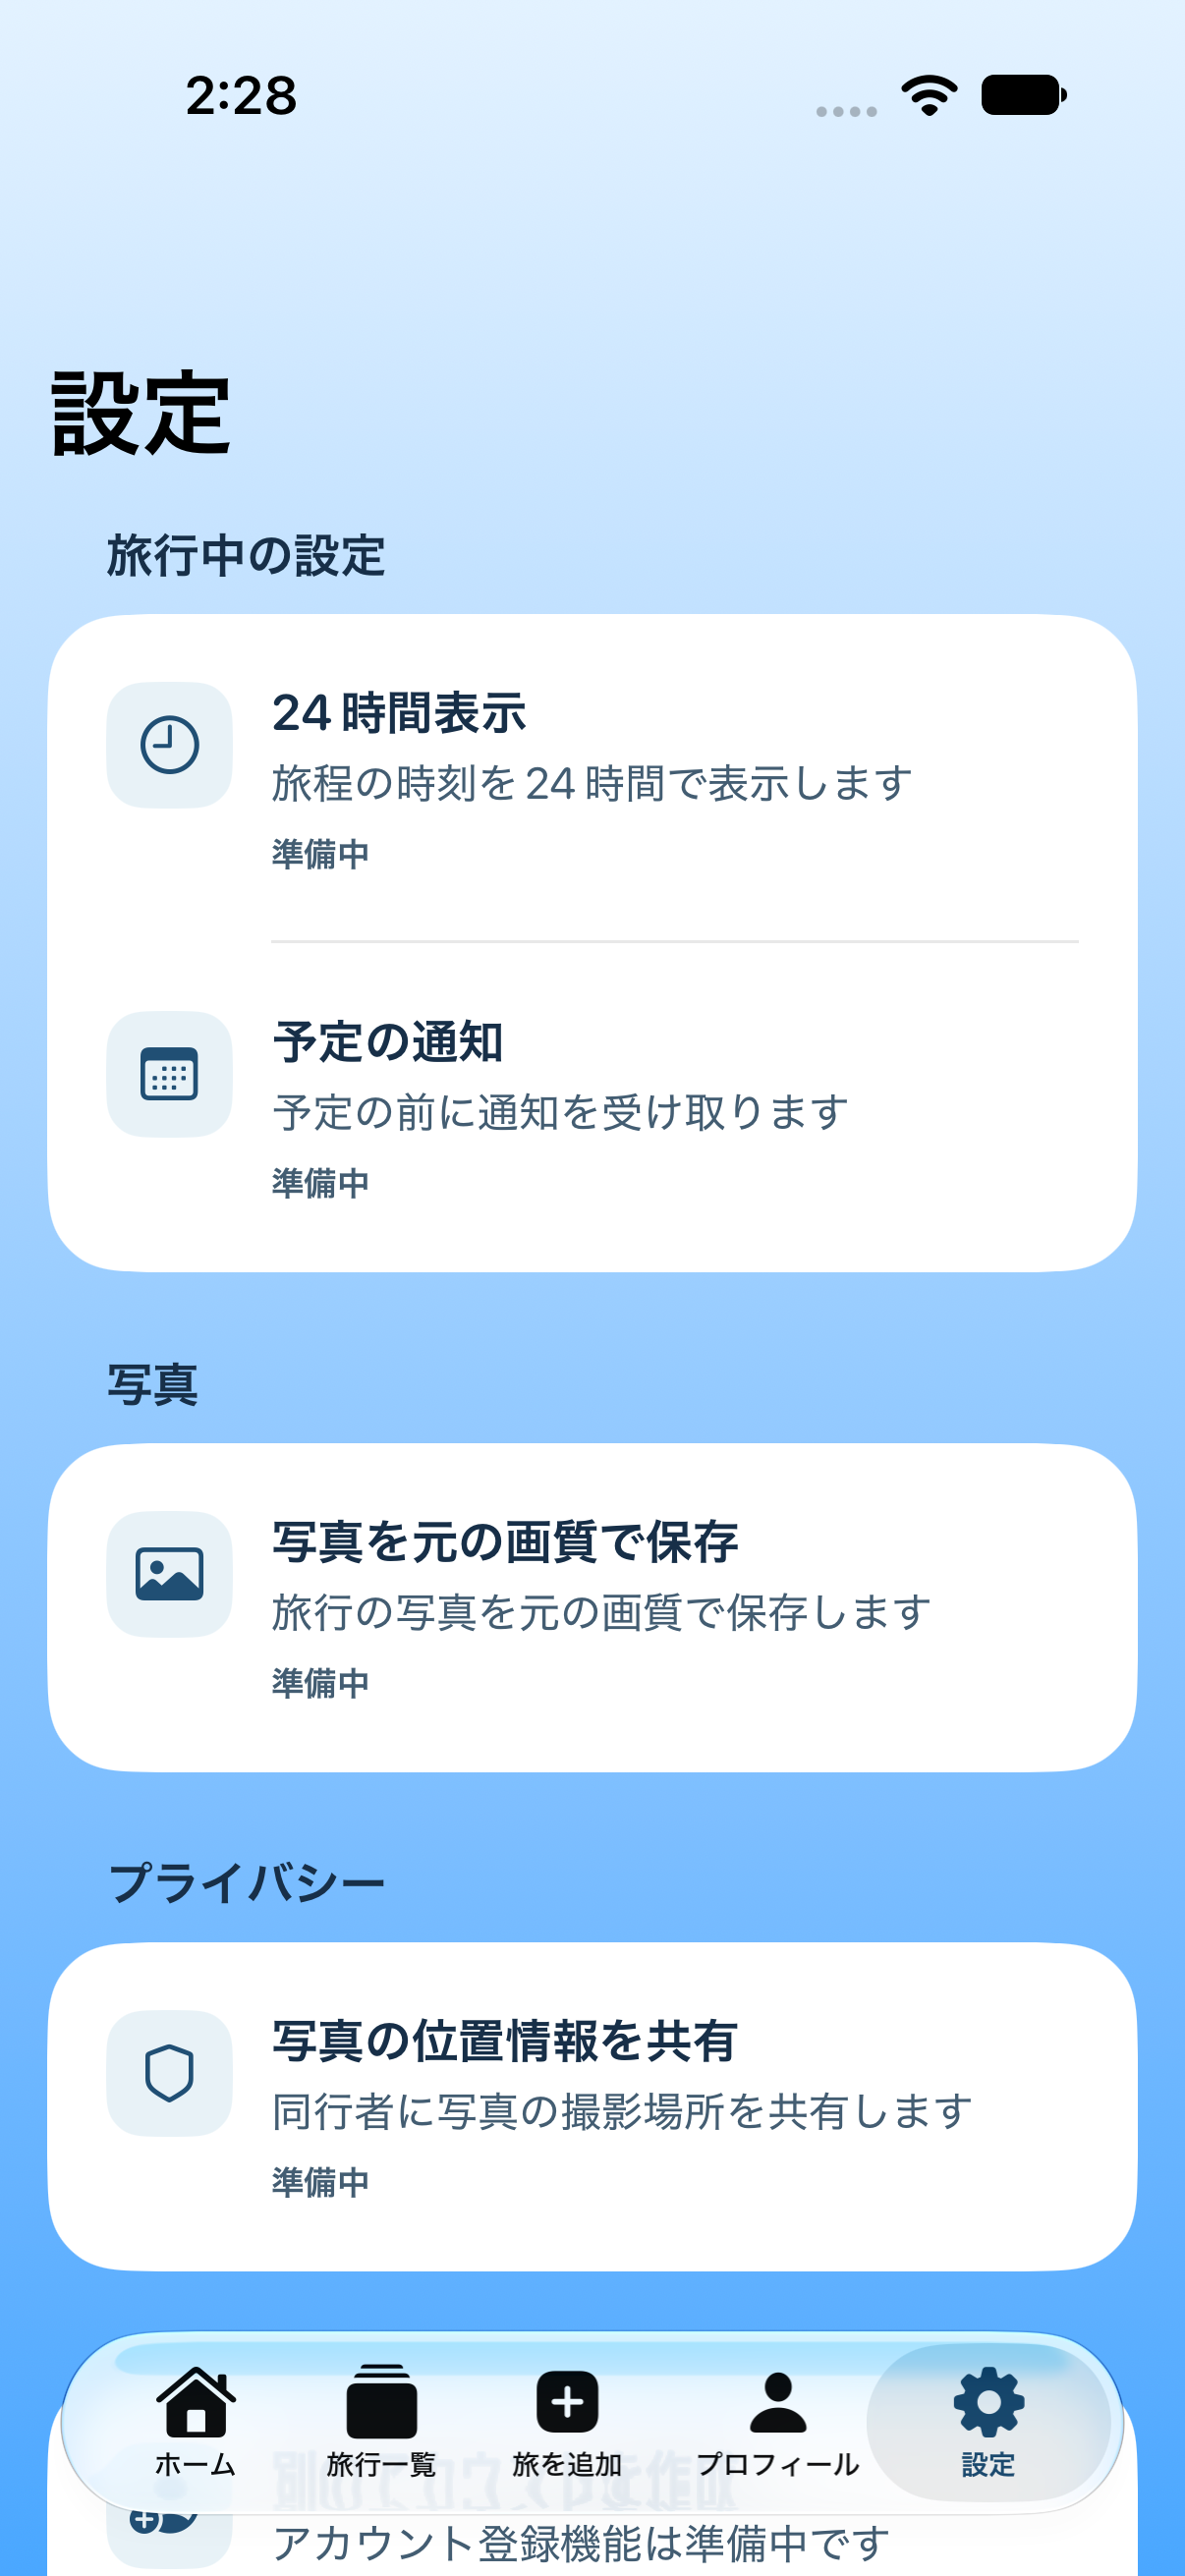 2:28
設定
旅行中の設定
24 時間表示
旅程の時刻を 24 時間で表示します
準備中
予定の通知
予定の前に通知を受け取ります
準備中
写真
写真を元の画質で保存
旅行の写真を元の画質で保存します
準備中
プライバシー
写真の位置情報を共有
同行者に写真の撮影場所を共有します
準備中
ホーム
旅行一覧
旅を追加
プロフィール
設定
アカウント登録機能は準備中です